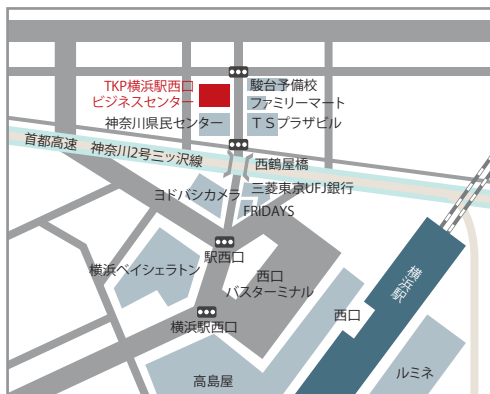 TKP横浜駅西口
ビジネスセンター
駿台予備校
ファミリーマート
神奈川県民センター
TSプラザビル
首都高速 神奈川2号三ツ沢線
西鶴屋橋
ヨドバシカメラ
三菱東京UFJ銀行
FRIDAYS
駅西口
横浜ベイシェラトン
西口
バスターミナル
横浜駅
横浜駅西口
西口
高島屋
ルミネ